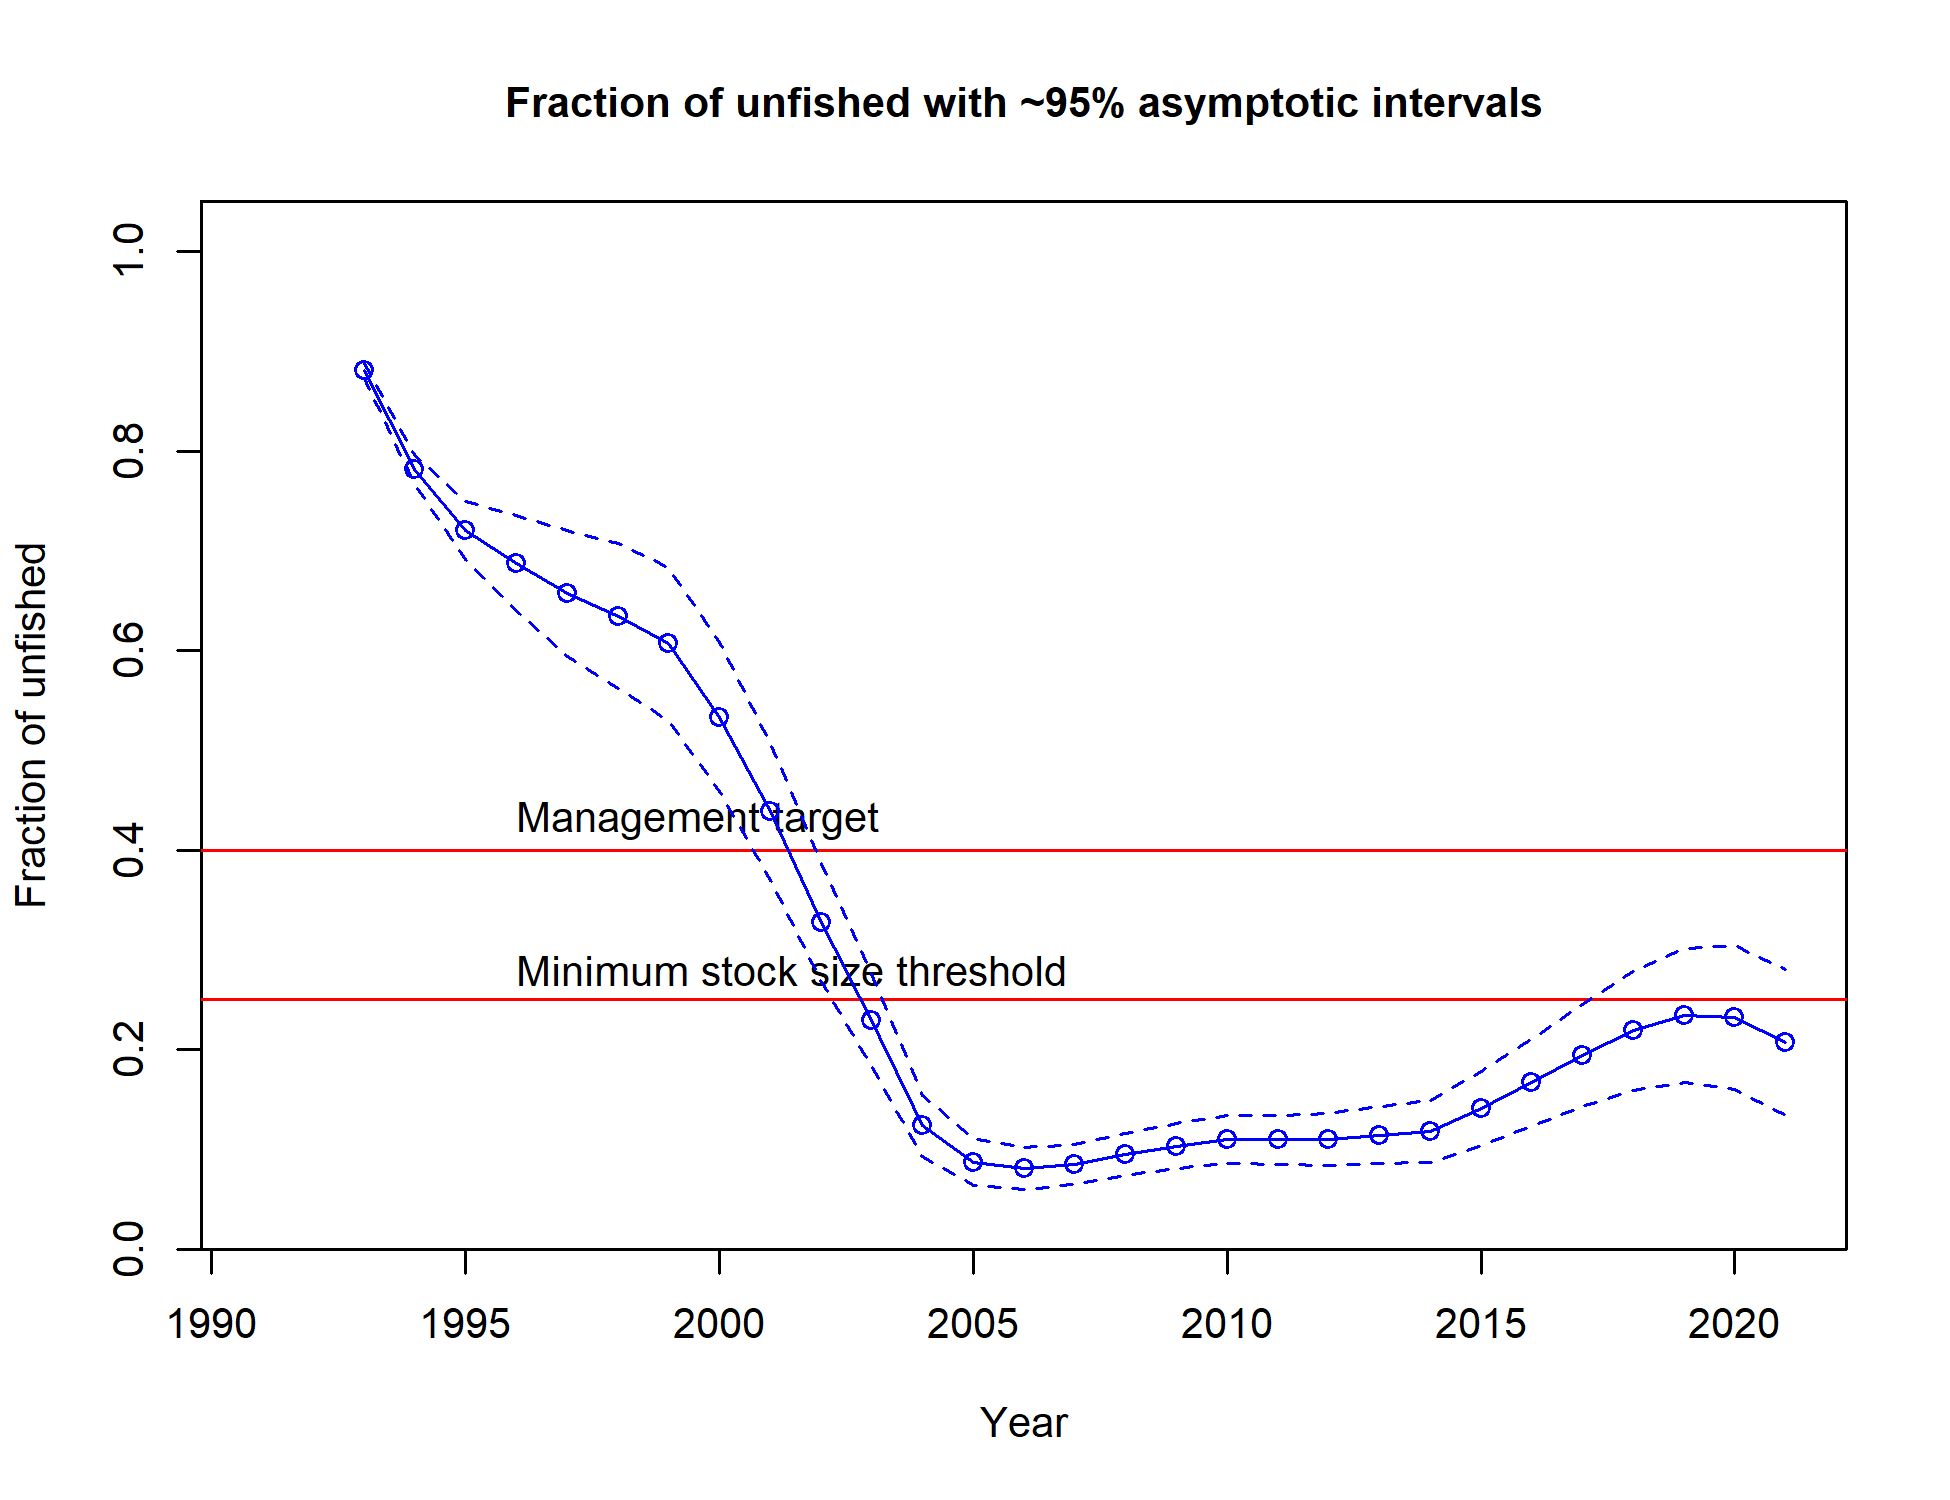 Fraction of unfished with ~95% asymptotic intervals
Fraction of unfished
1.0
0.8
0.6
0.4
0.2
0.0
Management target
Minimum stock size threshold
1990 1995 2000 2005 2010 2015 2020
Year